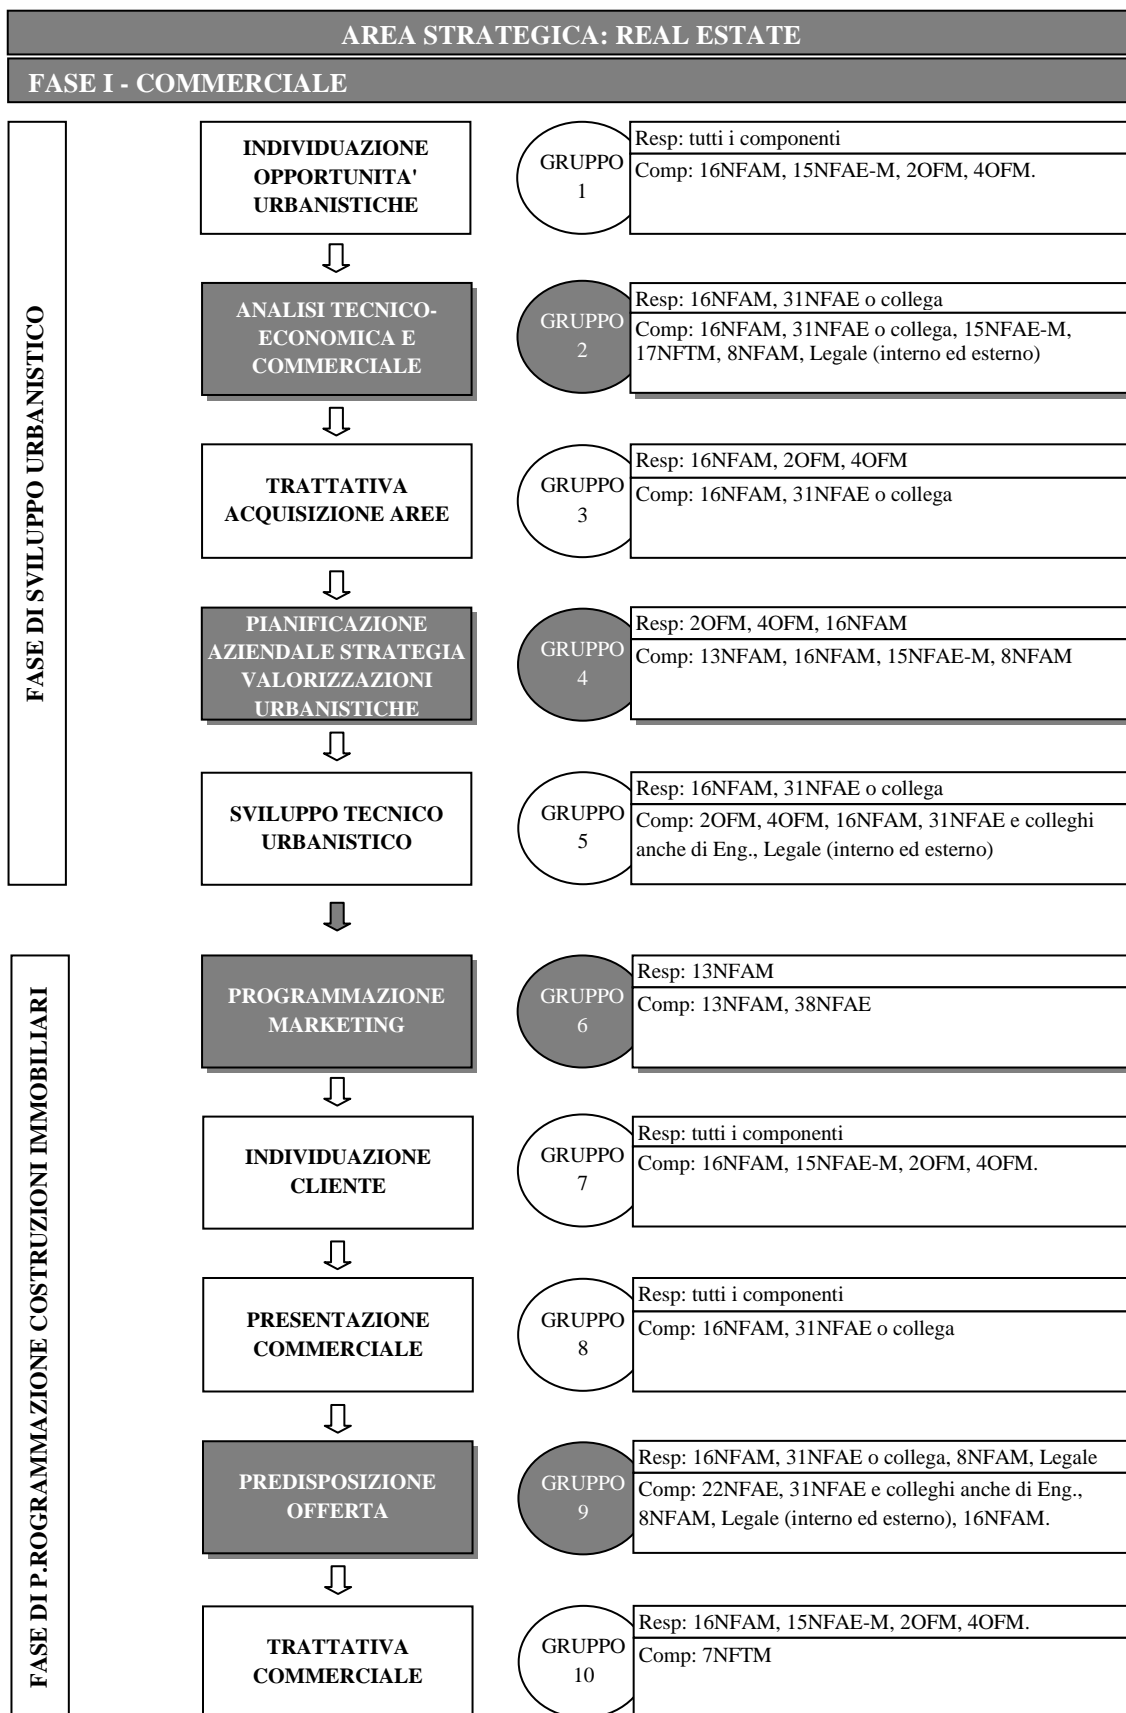 AREA STRATEGICA: REAL ESTATE
FASE I - COMMERCIALE
FASE DI SVILUPPO URBANISTICO
INDIVIDUAZIONE
OPPORTUNITA'
URBANISTICHE
GRUPPO
1
Resp: tutti i componenti
Comp: 16NFAM, 15NFAE-M, 2OFM, 4OFM.
ANALISI TECNICO-
ECONOMICA E
COMMERCIALE
GRUPPO
2
Resp: 16NFAM, 31NFAE o collega
Comp: 16NFAM, 31NFAE o collega, 15NFAE-M,
17NFTM, 8NFAM, Legale (interno ed esterno)
TRATTATIVA
ACQUISIZIONE AREE
GRUPPO
3
Resp: 16NFAM, 2OFM, 4OFM
Comp: 16NFAM, 31NFAE o collega
PIANIFICAZIONE
AZIENDALE STRATEGIA
VALORIZZAZIONI
URBANISTICHE
GRUPPO
4
Resp: 2OFM, 4OFM, 16NFAM
Comp: 13NFAM, 16NFAM, 15NFAE-M, 8NFAM
SVILUPPO TECNICO
URBANISTICO
GRUPPO
5
Resp: 16NFAM, 31NFAE o collega
Comp: 2OFM, 4OFM, 16NFAM, 31NFAE e colleghi
anche di Eng., Legale (interno ed esterno)
FASE DI P.ROGRAMMAZIONE COSTRUZIONI IMMOBILIARI
PROGRAMMAZIONE
MARKETING
GRUPPO
6
Resp: 13NFAM
Comp: 13NFAM, 38NFAE
INDIVIDUAZIONE
CLIENTE
GRUPPO
7
Resp: tutti i componenti
Comp: 16NFAM, 15NFAE-M, 2OFM, 4OFM.
PRESENTAZIONE
COMMERCIALE
GRUPPO
8
Resp: tutti i componenti
Comp: 16NFAM, 31NFAE o collega
PREDISPOSIZIONE
OFFERTA
GRUPPO
9
Resp: 16NFAM, 31NFAE o collega, 8NFAM, Legale
Comp: 22NFAE, 31NFAE e colleghi anche di Eng.,
8NFAM, Legale (interno ed esterno), 16NFAM.
TRATTATIVA
COMMERCIALE
GRUPPO
10
Resp: 16NFAM, 15NFAE-M, 2OFM, 4OFM.
Comp: 7NFTM